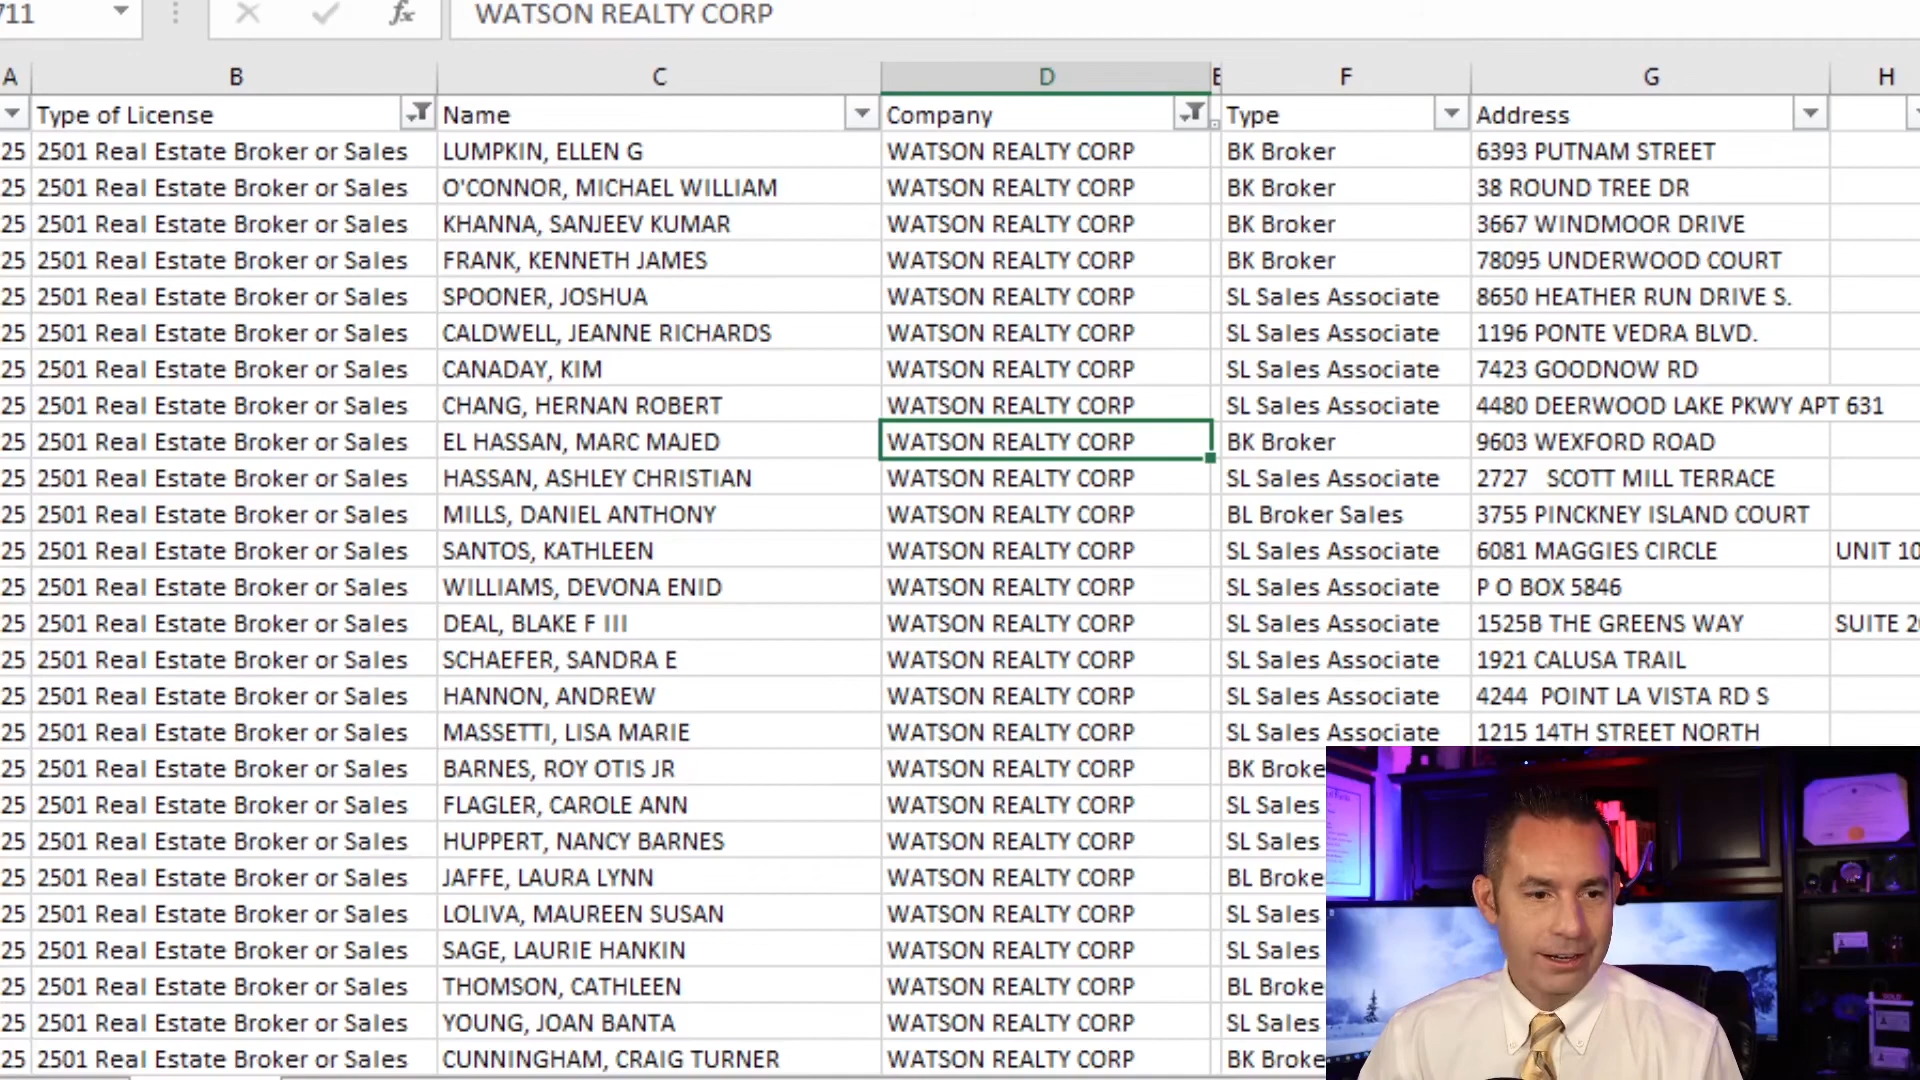 711 fx WATSON REALTY CORP
A B C D E F G H
Type of License Name Company Type Address
25 2501 Real Estate Broker or Sales LUMPKIN, ELLEN G WATSON REALTY CORP BK Broker 6393 PUTNAM STREET
25 2501 Real Estate Broker or Sales O'CONNOR, MICHAEL WILLIAM WATSON REALTY CORP BK Broker 38 ROUND TREE DR
25 2501 Real Estate Broker or Sales KHANNA, SANJEEV KUMAR WATSON REALTY CORP BK Broker 3667 WINDMOOR DRIVE
25 2501 Real Estate Broker or Sales FRANK, KENNETH JAMES WATSON REALTY CORP BK Broker 78095 UNDERWOOD COURT
25 2501 Real Estate Broker or Sales SPOONER, JOSHUA WATSON REALTY CORP SL Sales Associate 8650 HEATHER RUN DRIVE S.
25 2501 Real Estate Broker or Sales CALDWELL, JEANNE RICHARDS WATSON REALTY CORP SL Sales Associate 1196 PONTE VEDRA BLVD.
25 2501 Real Estate Broker or Sales CANADAY, KIM WATSON REALTY CORP SL Sales Associate 7423 GOODNOW RD
25 2501 Real Estate Broker or Sales CHANG, HERNAN ROBERT WATSON REALTY CORP SL Sales Associate 4480 DEERWOOD LAKE PKWY APT 631
25 2501 Real Estate Broker or Sales EL HASSAN, MARC MAJED WATSON REALTY CORP BK Broker 9603 WEXFORD ROAD
25 2501 Real Estate Broker or Sales HASSAN, ASHLEY CHRISTIAN WATSON REALTY CORP SL Sales Associate 2727 SCOTT MILL TERRACE
25 2501 Real Estate Broker or Sales MILLS, DANIEL ANTHONY WATSON REALTY CORP BL Broker Sales 3755 PINCKNEY ISLAND COURT
25 2501 Real Estate Broker or Sales SANTOS, KATHLEEN WATSON REALTY CORP SL Sales Associate 6081 MAGGIES CIRCLE UNIT 10
25 2501 Real Estate Broker or Sales WILLIAMS, DEVONA ENID WATSON REALTY CORP SL Sales Associate P O BOX 5846
25 2501 Real Estate Broker or Sales DEAL, BLAKE F III WATSON REALTY CORP SL Sales Associate 1525B THE GREENS WAY SUITE 20
25 2501 Real Estate Broker or Sales SCHAEFER, SANDRA E WATSON REALTY CORP SL Sales Associate 1921 CALUSA TRAIL
25 2501 Real Estate Broker or Sales HANNON, ANDREW WATSON REALTY CORP SL Sales Associate 4244 POINT LA VISTA RD S
25 2501 Real Estate Broker or Sales MASSETTI, LISA MARIE WATSON REALTY CORP SL Sales Associate 1215 14TH STREET NORTH
25 2501 Real Estate Broker or Sales BARNES, ROY OTIS JR WATSON REALTY CORP BK Broke
25 2501 Real Estate Broker or Sales FLAGLER, CAROLE ANN WATSON REALTY CORP SL Sales
25 2501 Real Estate Broker or Sales HUPPERT, NANCY BARNES WATSON REALTY CORP SL Sales
25 2501 Real Estate Broker or Sales JAFFE, LAURA LYNN WATSON REALTY CORP BL Broke
25 2501 Real Estate Broker or Sales LOLIVA, MAUREEN SUSAN WATSON REALTY CORP SL Sales
25 2501 Real Estate Broker or Sales SAGE, LAURIE HANKIN WATSON REALTY CORP SL Sales
25 2501 Real Estate Broker or Sales THOMSON, CATHLEEN WATSON REALTY CORP BL Broke
25 2501 Real Estate Broker or Sales YOUNG, JOAN BANTA WATSON REALTY CORP SL Sales
25 2501 Real Estate Broker or Sales CUNNINGHAM, CRAIG TURNER WATSON REALTY CORP BK Broke